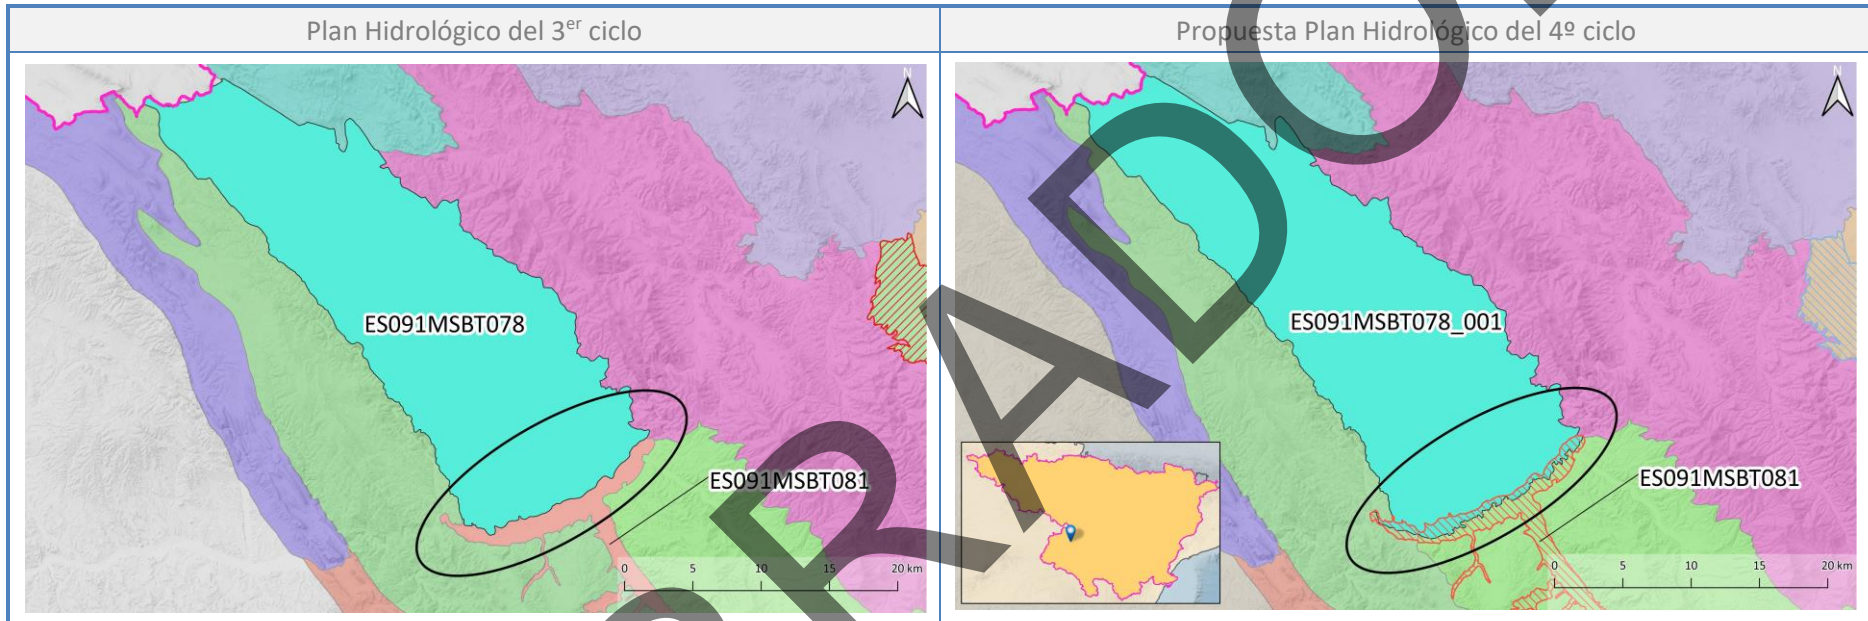 Plan Hidrológico del 3er ciclo
Propuesta Plan Hidrológico del 4º ciclo
N
ES091MSBT078
ES091MSBT081
0 5 10 15 20 km
N
ES091MSBT078_001
ES091MSBT081
0 5 10 15 20 km
RADO